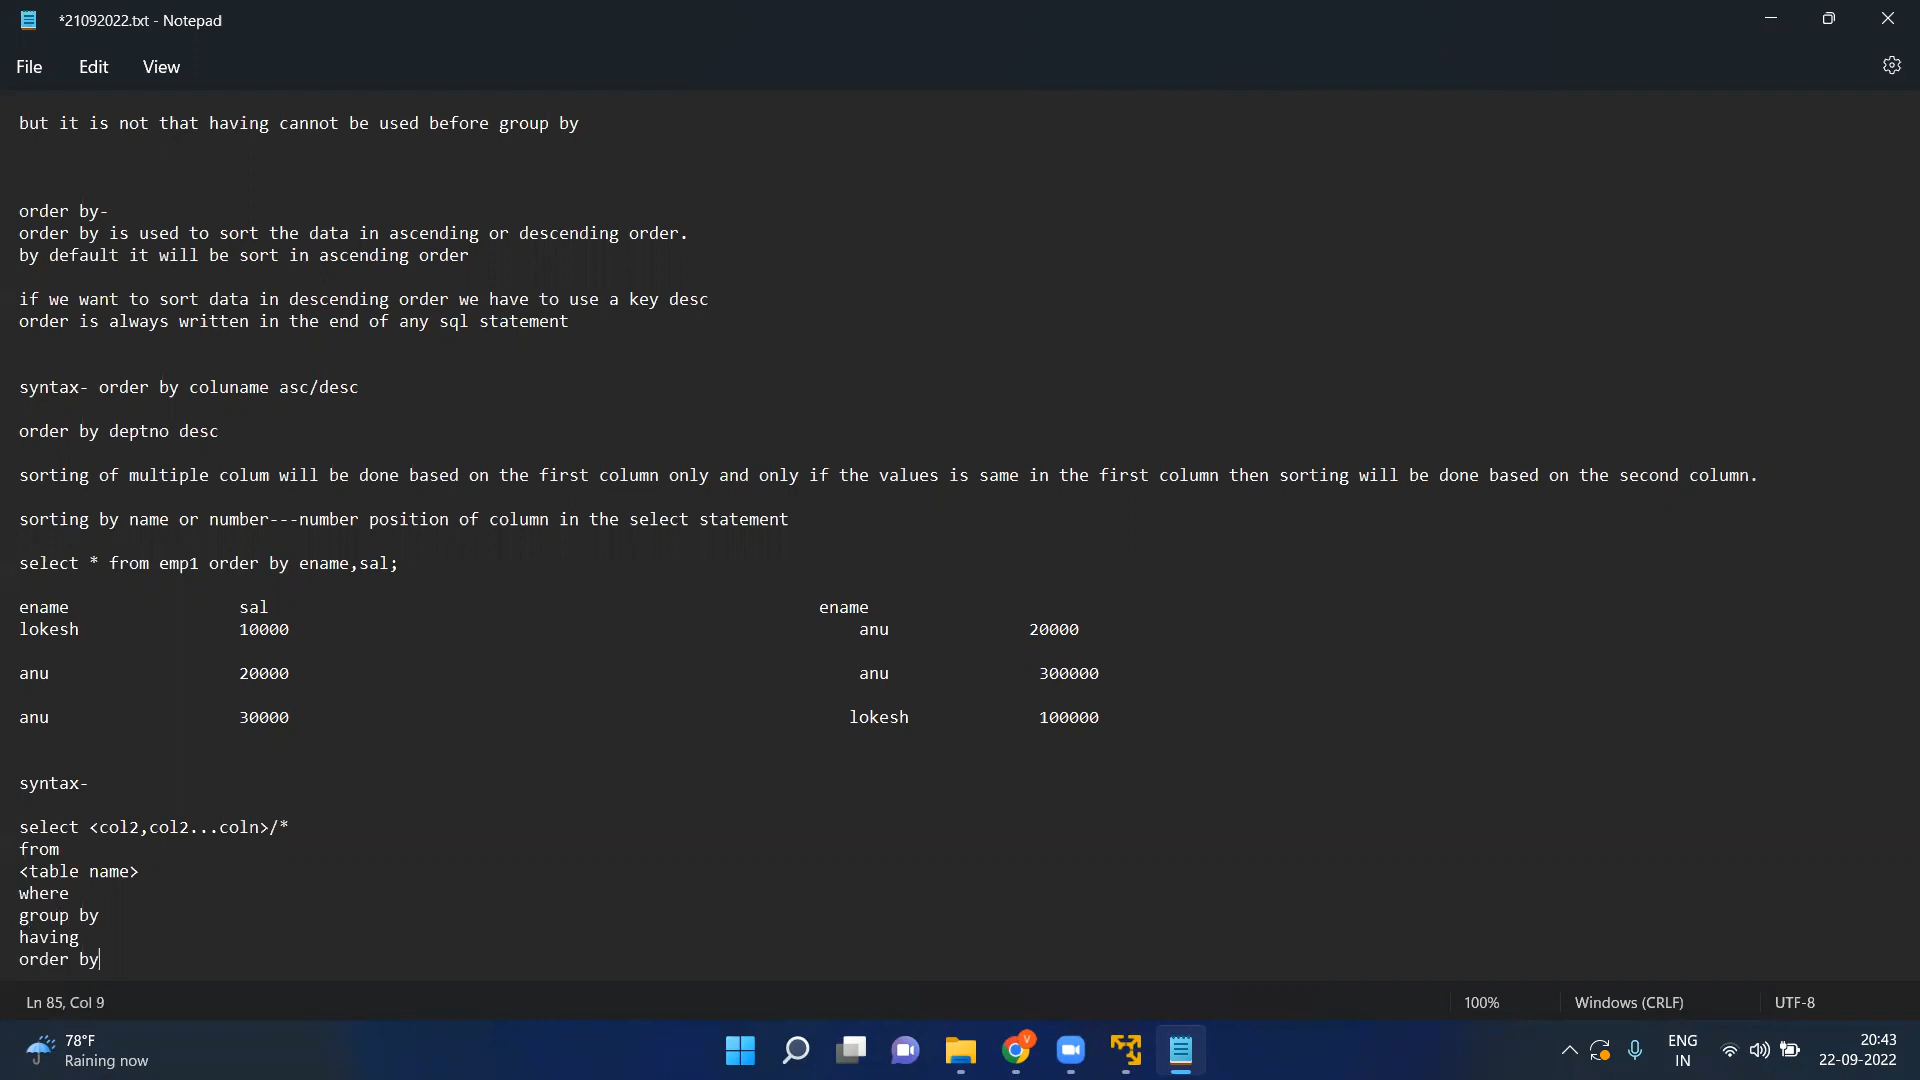 *21092022.txt - Notepad
File Edit View
but it is not that having cannot be used before group by
order by-
order by is used to sort the data in ascending or descending order.
by default it will be sort in ascending order
if we want to sort data in descending order we have to use a key desc
order is always written in the end of any sql statement
syntax- order by coluname asc/desc
order by deptno desc
sorting of multiple colum will be done based on the first column only and only if the values is same in the first column then sorting will be done based on the second column.
sorting by name or number---number position of column in the select statement
select * from emp1 order by ename,sal;
ename sal ename
lokesh 10000 anu 20000
anu 20000 anu 300000
anu 30000 lokesh 100000
syntax-
select <col2,col2...coln>/*
from
<table name>
where
group by
having
order by
Ln 85, Col 9 100% Windows (CRLF) UTF-8
78°F
Raining now
V
ENG
IN
20:43
22-09-2022